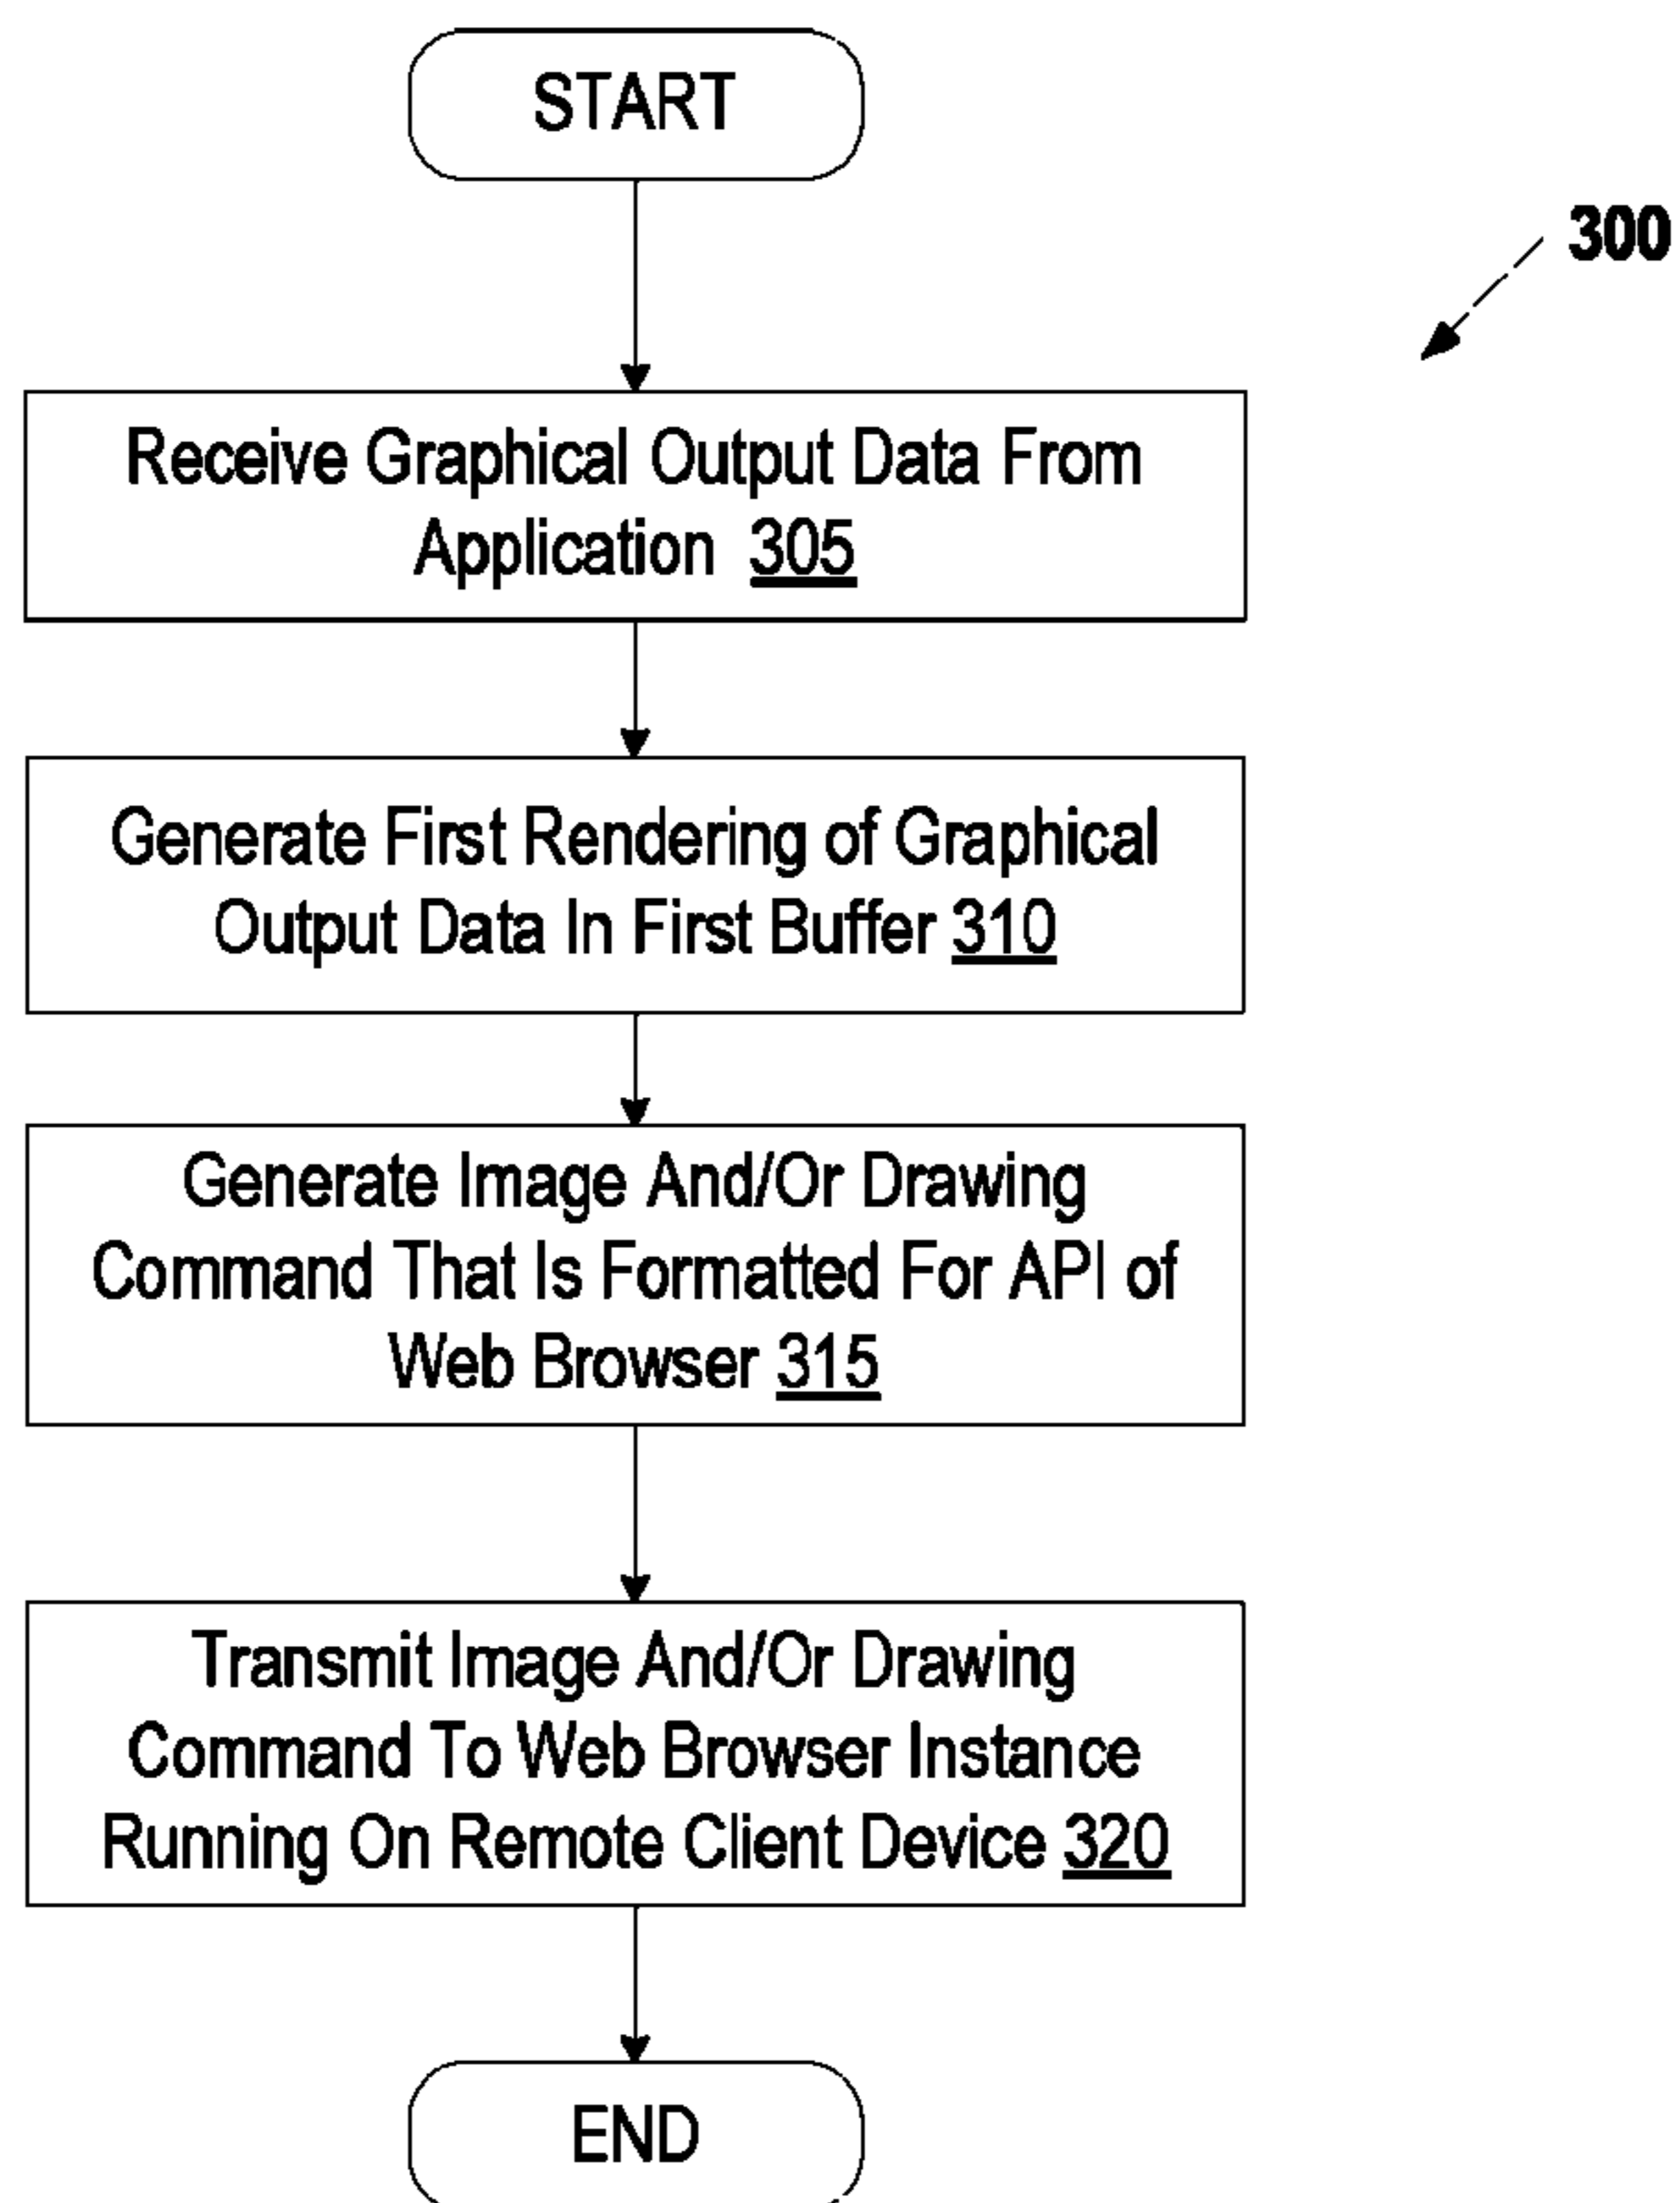 START
300
Receive Graphical Output Data From
Application 305
Generate First Rendering of Graphical
Output Data In First Buffer 310
Generate Image And/Or Drawing
Command That Is Formatted For API of
Web Browser 315
Transmit Image And/Or Drawing
Command To Web Browser Instance
Running On Remote Client Device 320
END